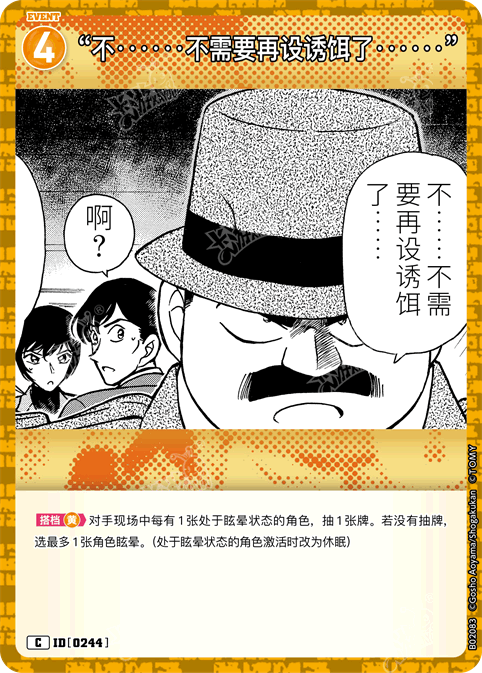 EVENT
4
“不······不需要再设诱饵了······”
啊？
不……不需
要再设诱饵
了……
搭档 黄 对手现场中每有1张处于眩晕状态的角色，抽1张牌。若没有抽牌，
选最多1张角色眩晕。（处于眩晕状态的角色激活时改为休眠）
C ID[0244]
B02083 ©Gosho Aoyama/Shogakukan ©TOMY